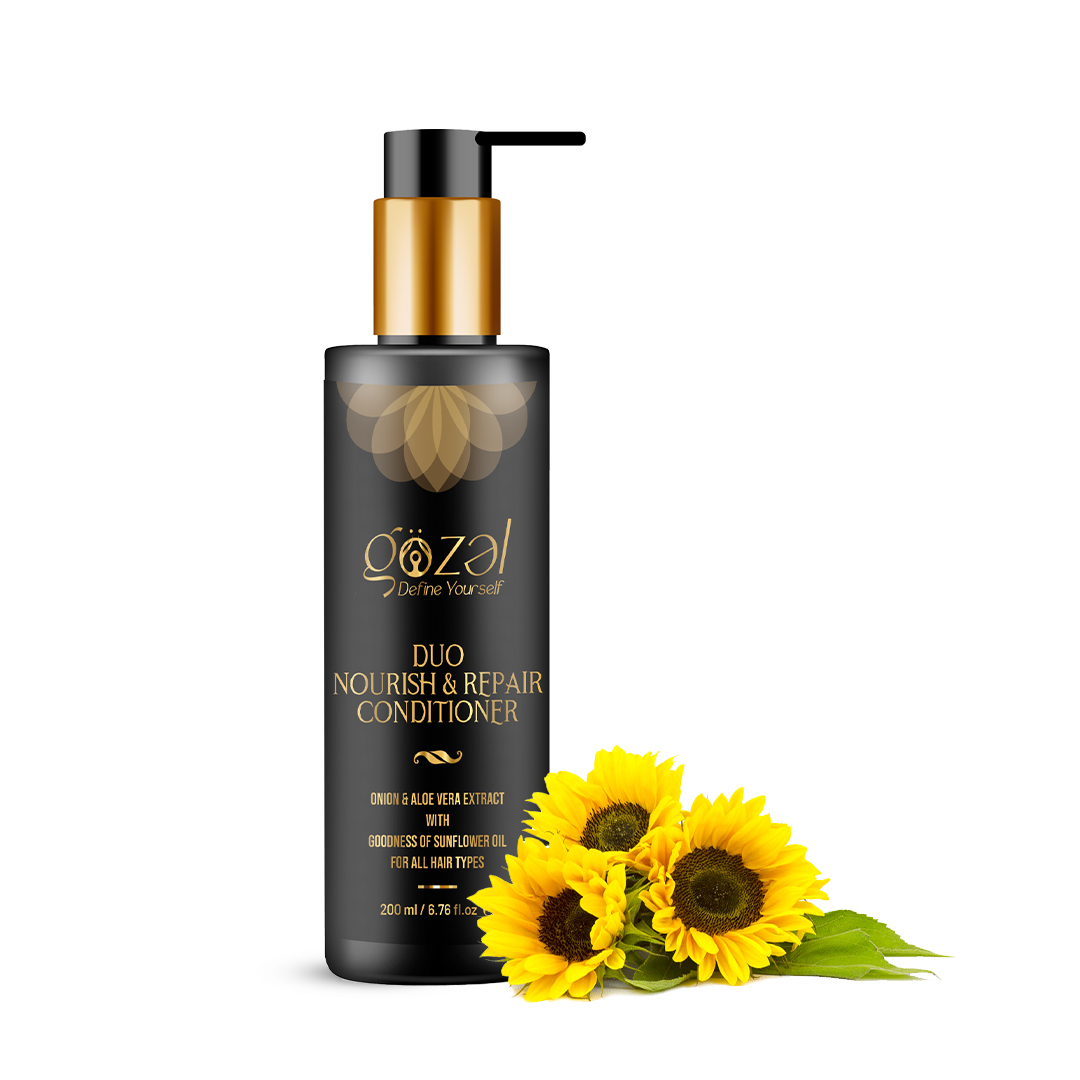 gözəl
Define Yourself
DUO
NOURISH & REPAIR
CONDITIONER
ONION & ALOE VERA EXTRACT
WITH
GOODNESS OF SUNFLOWER OIL
FOR ALL HAIR TYPES
200 ml / 6.76 fl.oz